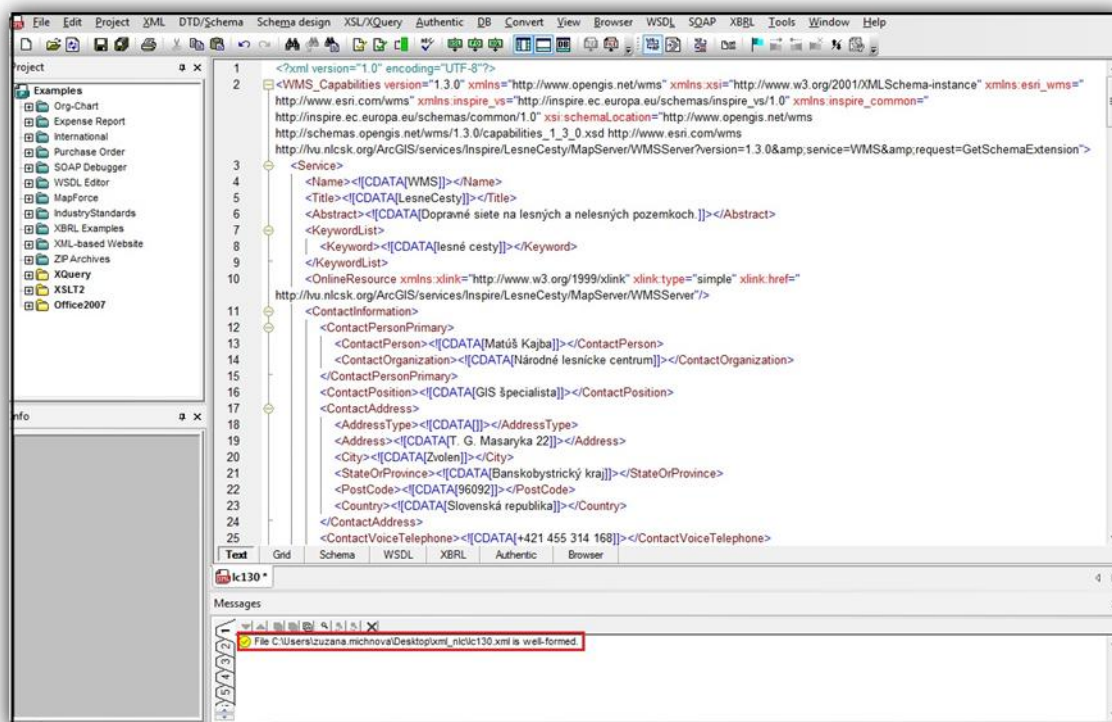 File Edit Project XML DTD/Schema Schema design XSL/XQuery Authentic DB Convert View Browser WSDL SOAP XBRL Tools Window Help
Project
Examples
Org-Chart
Expense Report
International
Purchase Order
SOAP Debugger
WSDL Editor
MapForce
IndustryStandards
XBRL Examples
XML-based Website
ZIP Archives
XQuery
XSLT2
Office2007
nfo
1 <?xml version="1.0" encoding="UTF-8"?>
2 <WMS_Capabilities version="1.3.0" xmlns="http://www.opengis.net/wms" xmlns:xsi="http://www.w3.org/2001/XMLSchema-instance" xmlns:esri_wms="
http://www.esri.com/wms" xmlns:inspire_vs="http://inspire.ec.europa.eu/schemas/inspire_vs/1.0" xmlns:inspire_common="
http://inspire.ec.europa.eu/schemas/common/1.0" xsi:schemaLocation="http://www.opengis.net/wms
http://schemas.opengis.net/wms/1.3.0/capabilities_1_3_0.xsd http://www.esri.com/wms
http://lvu.nlcsk.org/ArcGIS/services/Inspire/LesneCesty/MapServer/WMSServer?version=1.3.0&amp;service=WMS&amp;request=GetSchemaExtension">
3 <Service>
4 <Name><![CDATA[WMS]]></Name>
5 <Title><![CDATA[LesneCesty]]></Title>
6 <Abstract><![CDATA[Dopravné siete na lesných a nelesných pozemkoch.]]></Abstract>
7 <KeywordList>
8 <Keyword><![CDATA[lesné cesty]]></Keyword>
9 </KeywordList>
10 <OnlineResource xmlns:xlink="http://www.w3.org/1999/xlink" xlink:type="simple" xlink:href="
http://lvu.nlcsk.org/ArcGIS/services/Inspire/LesneCesty/MapServer/WMSServer"/>
11 <ContactInformation>
12 <ContactPersonPrimary>
13 <ContactPerson><![CDATA[Matúš Kajba]]></ContactPerson>
14 <ContactOrganization><![CDATA[Národné lesnícke centrum]]></ContactOrganization>
15 </ContactPersonPrimary>
16 <ContactPosition><![CDATA[GIS špecialista]]></ContactPosition>
17 <ContactAddress>
18 <AddressType><![CDATA[]]></AddressType>
19 <Address><![CDATA[T. G. Masaryka 22]]></Address>
20 <City><![CDATA[Zvolen]]></City>
21 <StateOrProvince><![CDATA[Banskobystrický kraj]]></StateOrProvince>
22 <PostCode><![CDATA[96092]]></PostCode>
23 <Country><![CDATA[Slovenská republika]]></Country>
24 </ContactAddress>
25 <ContactVoiceTelephone><![CDATA[+421 455 314 168]]></ContactVoiceTelephone>
Text Grid Schema WSDL XBRL Authentic Browser
lc130 *
Messages
File C:\Users\zuzana.michnova\Desktop\xml_nlc\lc130.xml is well-formed.
1
2
3
4
5